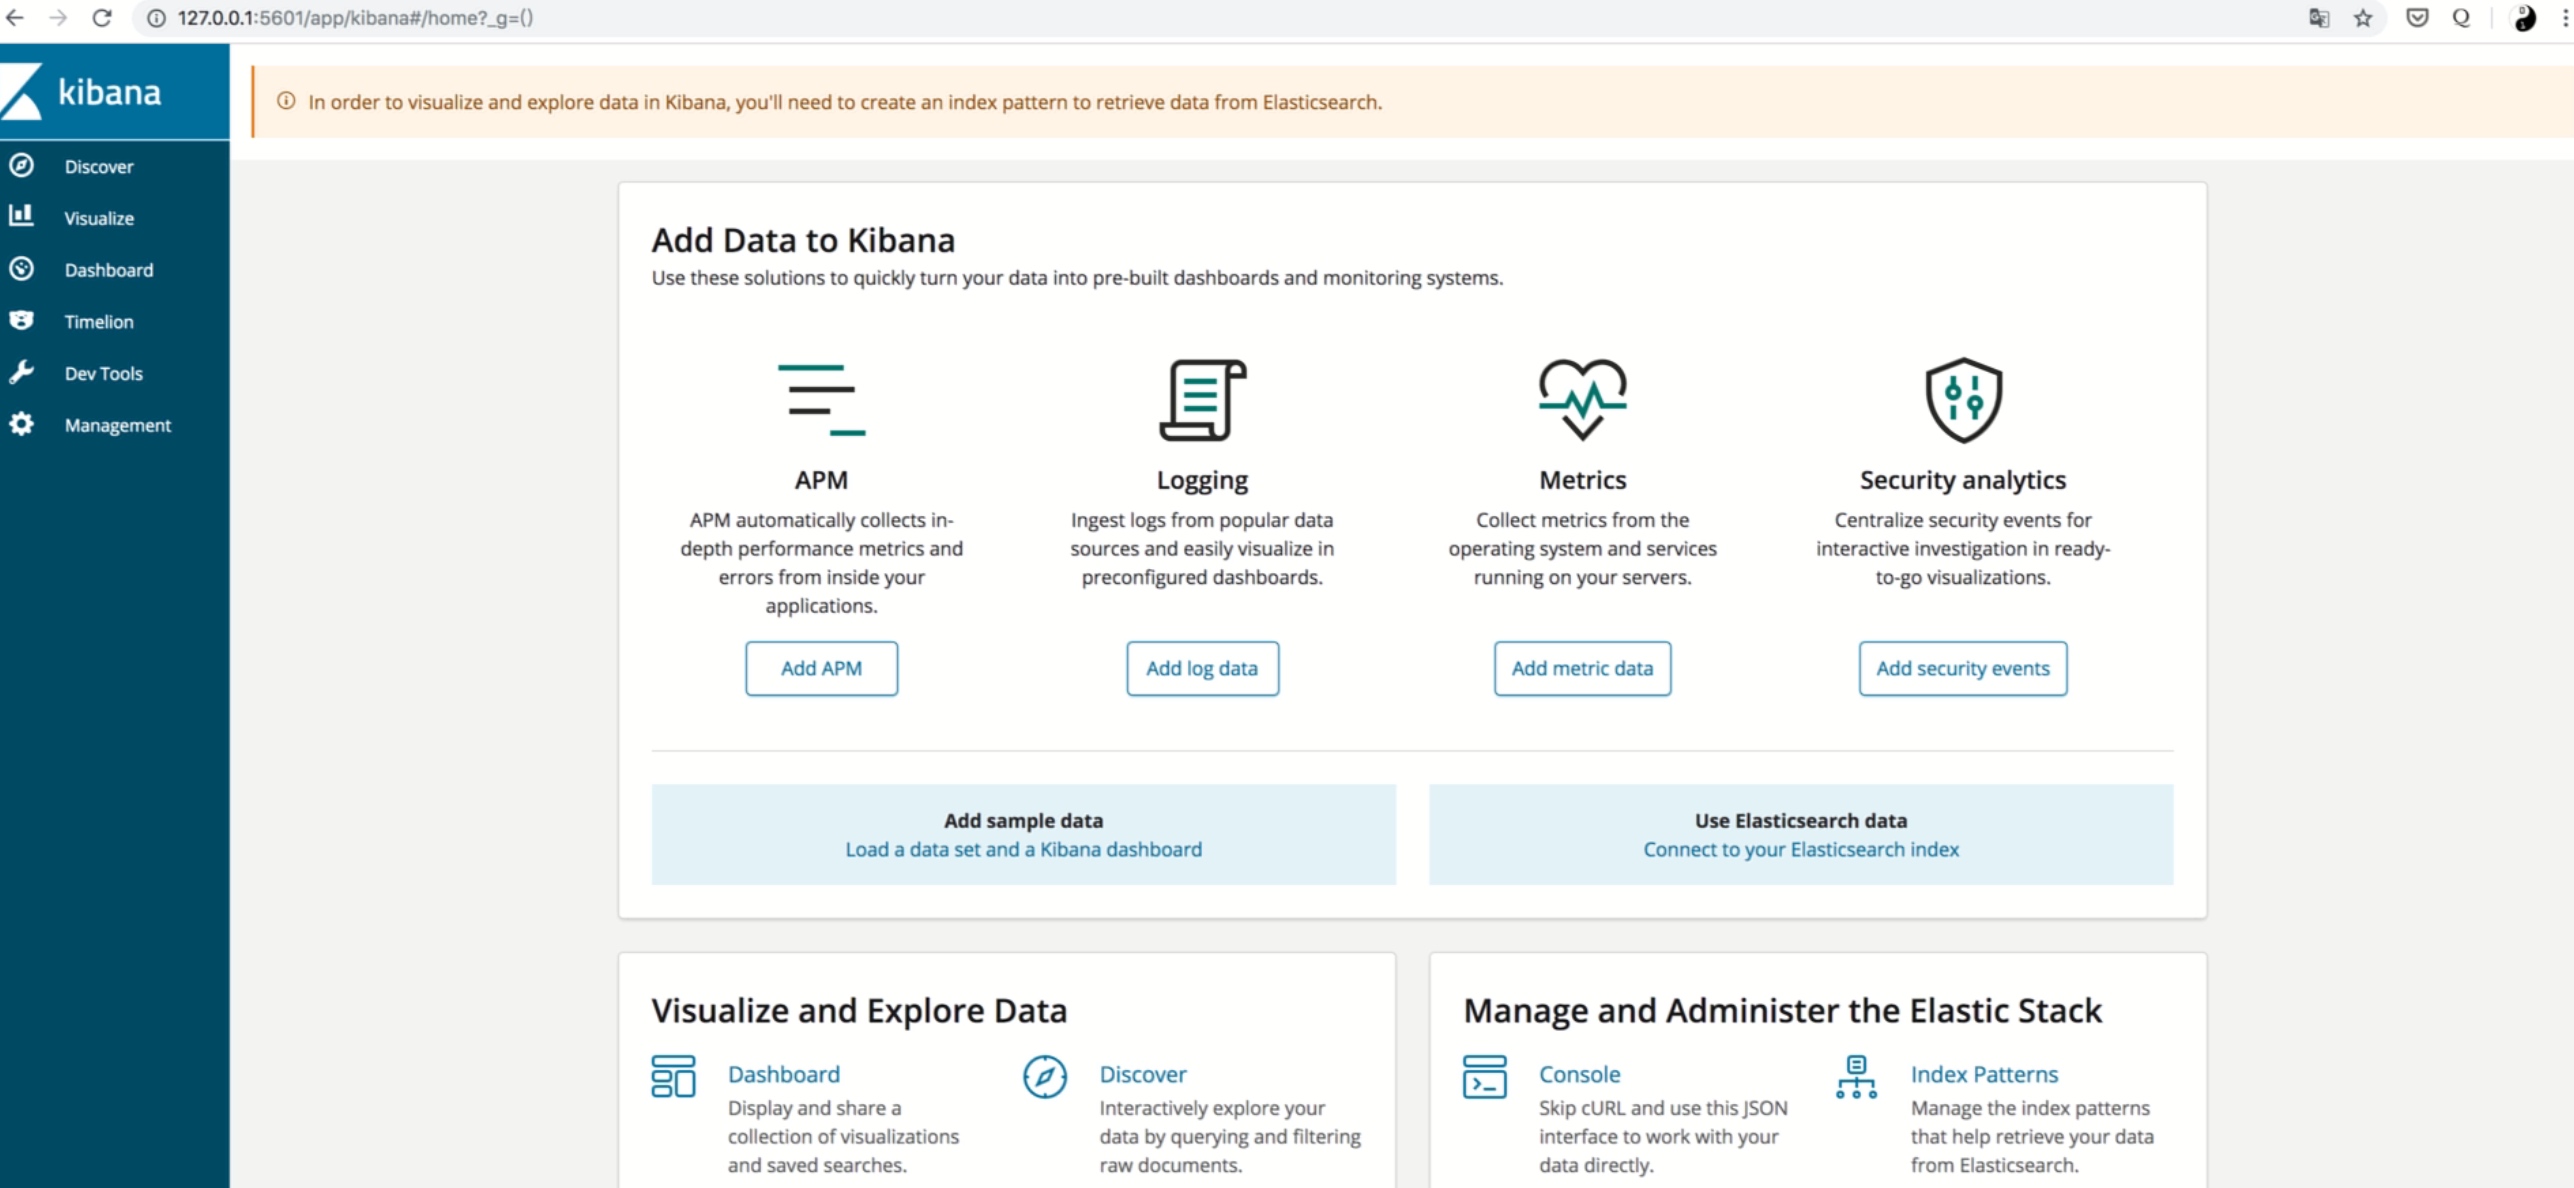 127.0.0.1:5601/app/kibana#/home?_g=()
kibana
In order to visualize and explore data in Kibana, you'll need to create an index pattern to retrieve data from Elasticsearch.
Discover
Visualize
Dashboard
Timelion
Dev Tools
Management
Add Data to Kibana
Use these solutions to quickly turn your data into pre-built dashboards and monitoring systems.
APM
APM automatically collects in-
depth performance metrics and
errors from inside your
applications.
Add APM
Logging
Ingest logs from popular data
sources and easily visualize in
preconfigured dashboards.
Add log data
Metrics
Collect metrics from the
operating system and services
running on your servers.
Add metric data
Security analytics
Centralize security events for
interactive investigation in ready-
to-go visualizations.
Add security events
Add sample data
Load a data set and a Kibana dashboard
Use Elasticsearch data
Connect to your Elasticsearch index
Visualize and Explore Data
Dashboard
Display and share a
collection of visualizations
and saved searches.
Discover
Interactively explore your
data by querying and filtering
raw documents.
Manage and Administer the Elastic Stack
Console
Skip cURL and use this JSON
interface to work with your
data directly.
Index Patterns
Manage the index patterns
that help retrieve your data
from Elasticsearch.